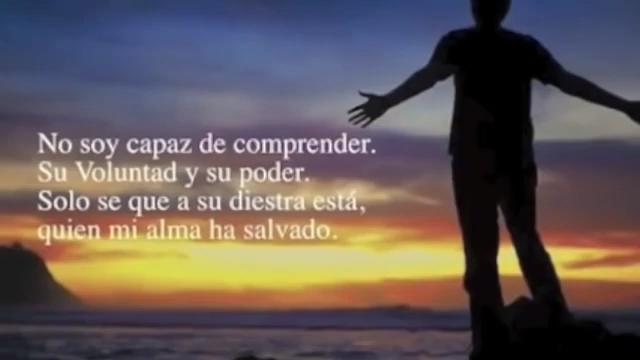 No soy capaz de comprender.
Su Voluntad y su poder.
Solo se que a su diestra está,
quien mi alma ha salvado.